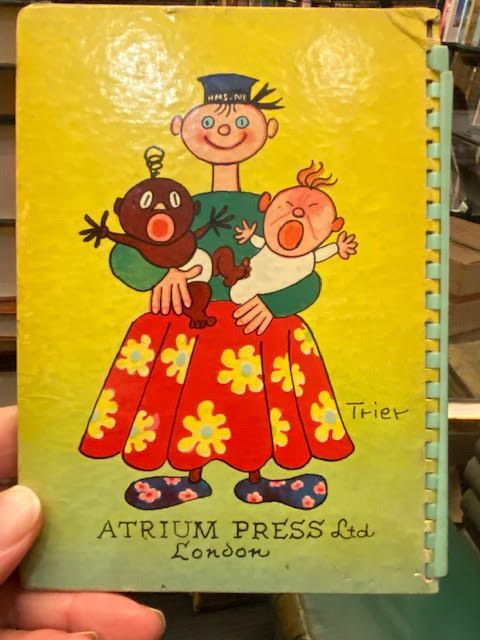 HMS.NE
Trier
ATRIUM PRESS Ltd
London